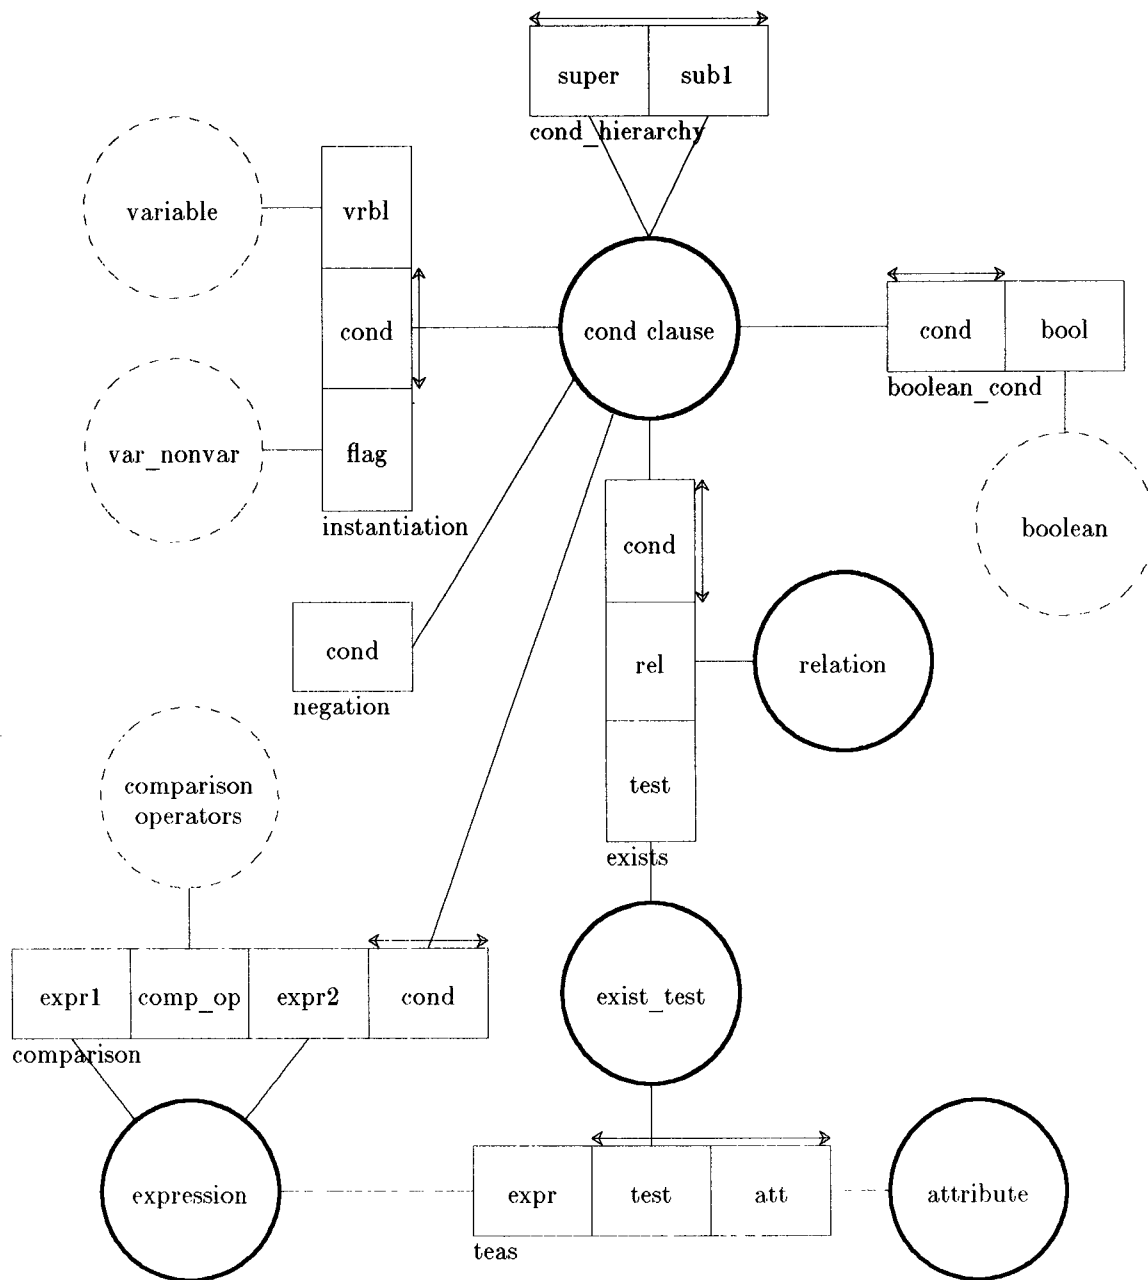 super sub1
cond_hierarchy
variable vrbl
cond cond clause cond bool
boolean_cond
var_nonvar flag
instantiation
boolean
cond
cond rel relation
negation
comparison
operators
test
exists
expr1 comp_op expr2 cond exist_test
comparison
expression expr test att attribute
teas